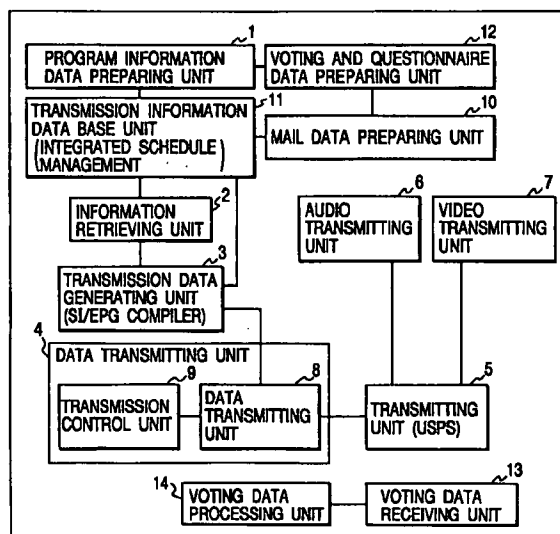 1
PROGRAM INFORMATION
DATA PREPARING UNIT
12
VOTING AND QUESTIONNAIRE
DATA PREPARING UNIT
11
TRANSMISSION INFORMATION
DATA BASE UNIT
(INTEGRATED SCHEDULE)
MANAGEMENT
10
MAIL DATA PREPARING UNIT
2
INFORMATION
RETRIEVING UNIT
6
AUDIO
TRANSMITTING
UNIT
7
VIDEO
TRANSMITTING
UNIT
3
TRANSMISSION DATA
GENERATING UNIT
(SI/EPG COMPILER)
4
DATA TRANSMITTING UNIT
9
TRANSMISSION
CONTROL UNIT
8
DATA
TRANSMITTING
UNIT
5
TRANSMITTING
UNIT (USPS)
14
VOTING DATA
PROCESSING UNIT
13
VOTING DATA
RECEIVING UNIT